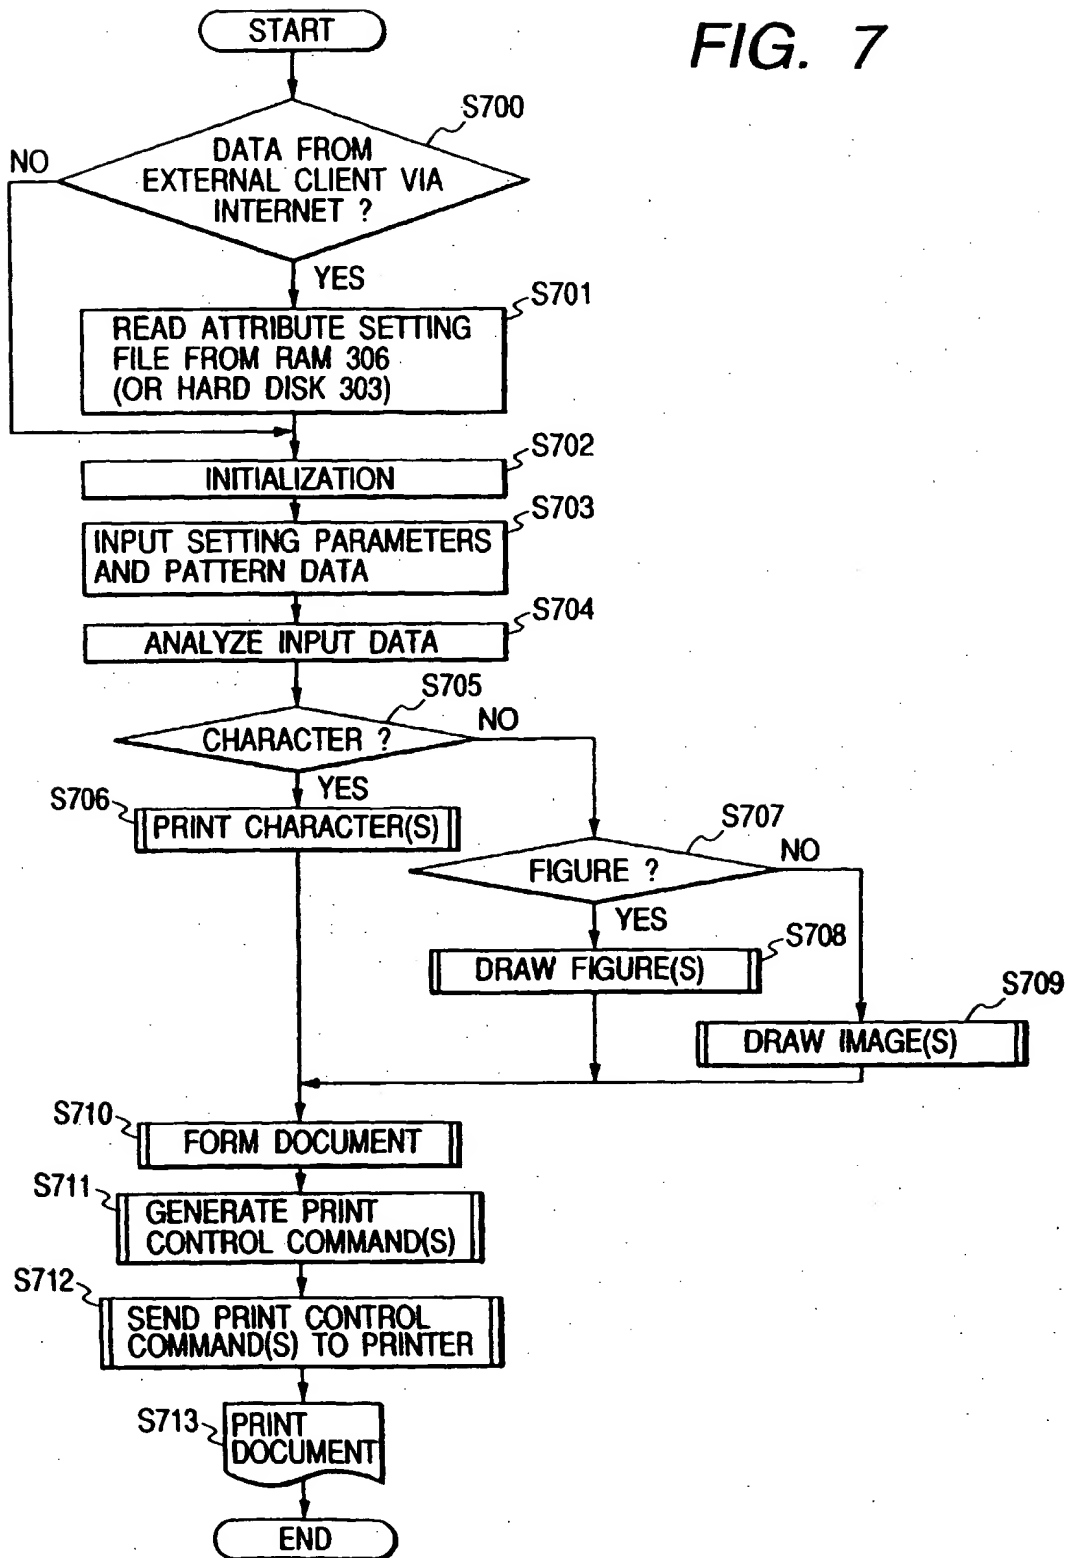 START
FIG. 7
S700
DATA FROM
EXTERNAL CLIENT VIA
INTERNET ?
NO
YES
S701
READ ATTRIBUTE SETTING
FILE FROM RAM 306
(OR HARD DISK 303)
S702
INITIALIZATION
S703
INPUT SETTING PARAMETERS
AND PATTERN DATA
S704
ANALYZE INPUT DATA
S705
CHARACTER ?
NO
YES
S706
PRINT CHARACTER(S)
S707
FIGURE ?
NO
YES
S708
DRAW FIGURE(S)
S709
DRAW IMAGE(S)
S710
FORM DOCUMENT
S711
GENERATE PRINT
CONTROL COMMAND(S)
S712
SEND PRINT CONTROL
COMMAND(S) TO PRINTER
S713
PRINT
DOCUMENT
END